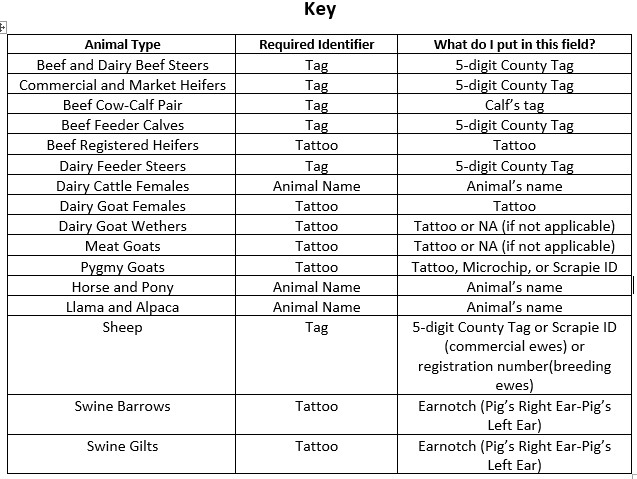 Key
Animal Type Required Identifier What do I put in this field?
Beef and Dairy Beef Steers Tag 5-digit County Tag
Commercial and Market Heifers Tag 5-digit County Tag
Beef Cow-Calf Pair Tag Calf's tag
Beef Feeder Calves Tag 5-digit County Tag
Beef Registered Heifers Tattoo Tattoo
Dairy Feeder Steers Tag 5-digit County Tag
Dairy Cattle Females Animal Name Animal's name
Dairy Goat Females Tattoo Tattoo
Dairy Goat Wethers Tattoo Tattoo or NA (if not applicable)
Meat Goats Tattoo Tattoo or NA (if not applicable)
Pygmy Goats Tattoo Tattoo, Microchip, or Scrapie ID
Horse and Pony Animal Name Animal's name
Llama and Alpaca Animal Name Animal's name
Sheep Tag 5-digit County Tag or Scrapie ID
(commercial ewes) or
registration number(breeding
ewes)
Swine Barrows Tattoo Earnotch (Pig's Right Ear-Pig's
Left Ear)
Swine Gilts Tattoo Earnotch (Pig's Right Ear-Pig's
Left Ear)